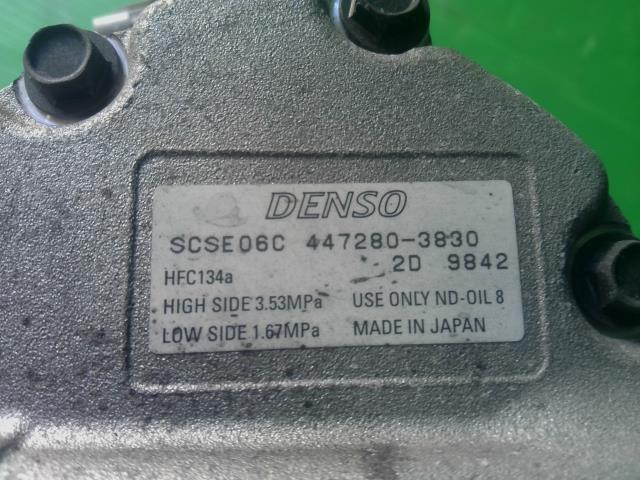 DENSO
SCSE06C 447280-3830
2D 9842
HFC134a
HIGH SIDE 3.53MPa USE ONLY ND-OIL 8
LOW SIDE 1.67MPa MADE IN JAPAN